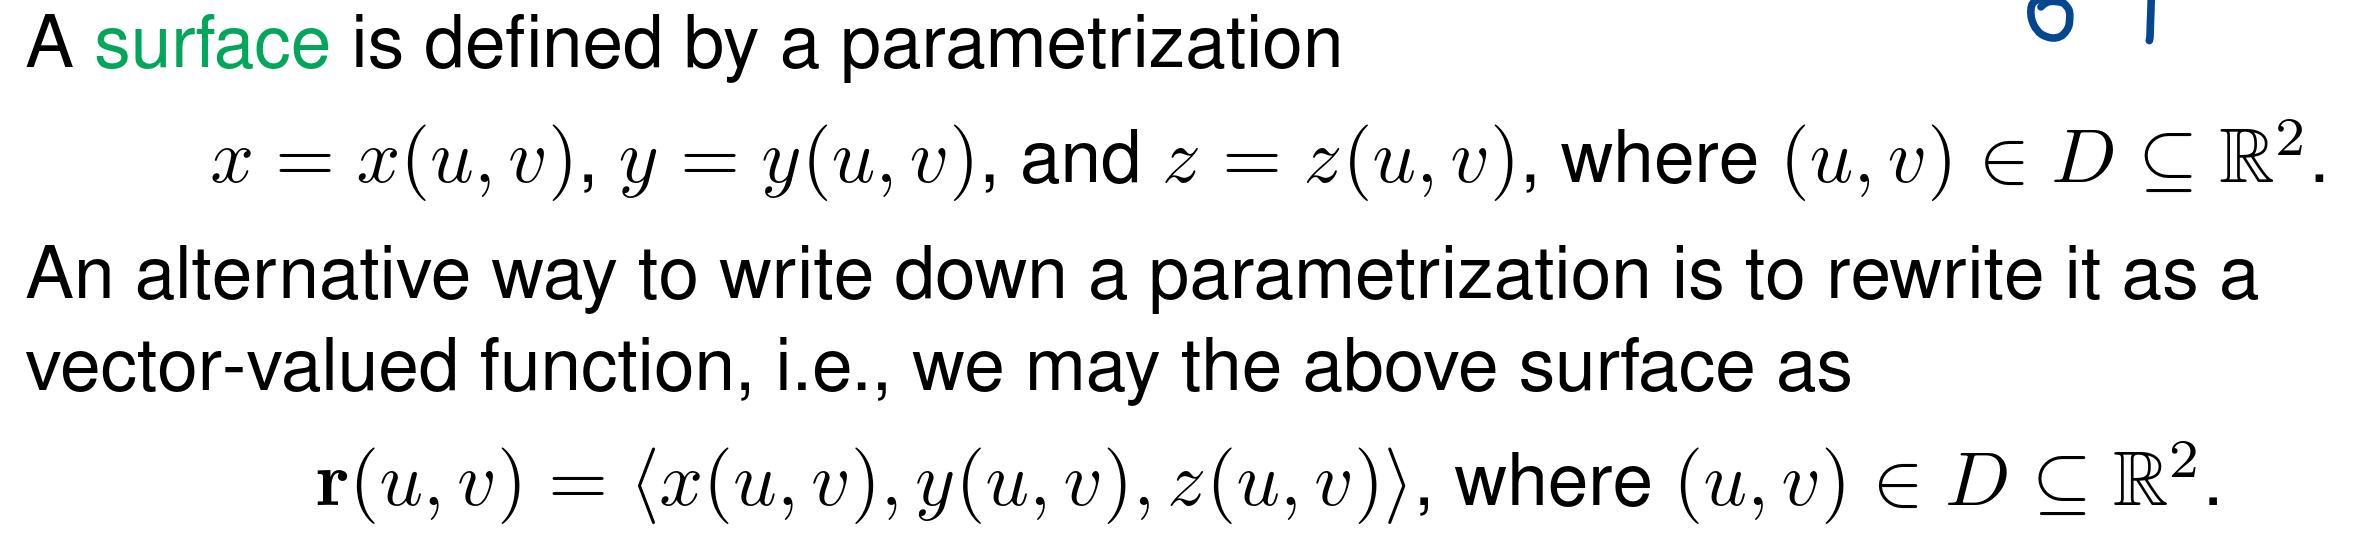 A surface is defined by a parametrization
x = x(u, v), y = y(u, v), and z = z(u, v), where (u, v) ∈ D ⊆ ℝ².
An alternative way to write down a parametrization is to rewrite it as a
vector-valued function, i.e., we may the above surface as
r(u, v) = ⟨x(u, v), y(u, v), z(u, v)⟩, where (u, v) ∈ D ⊆ ℝ².